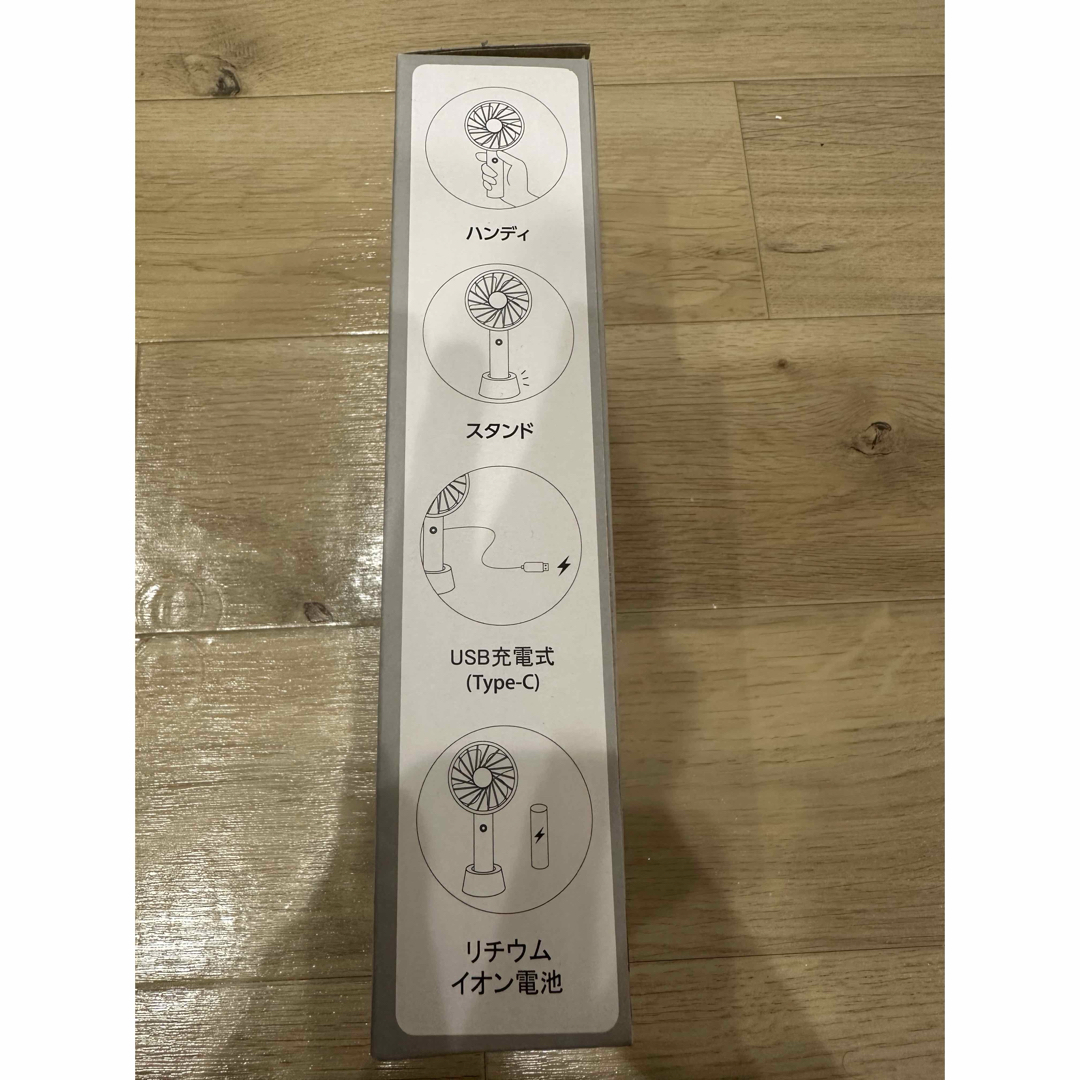 ハンディ
スタンド
USB充電式
(Type-C)
リチウム
イオン電池